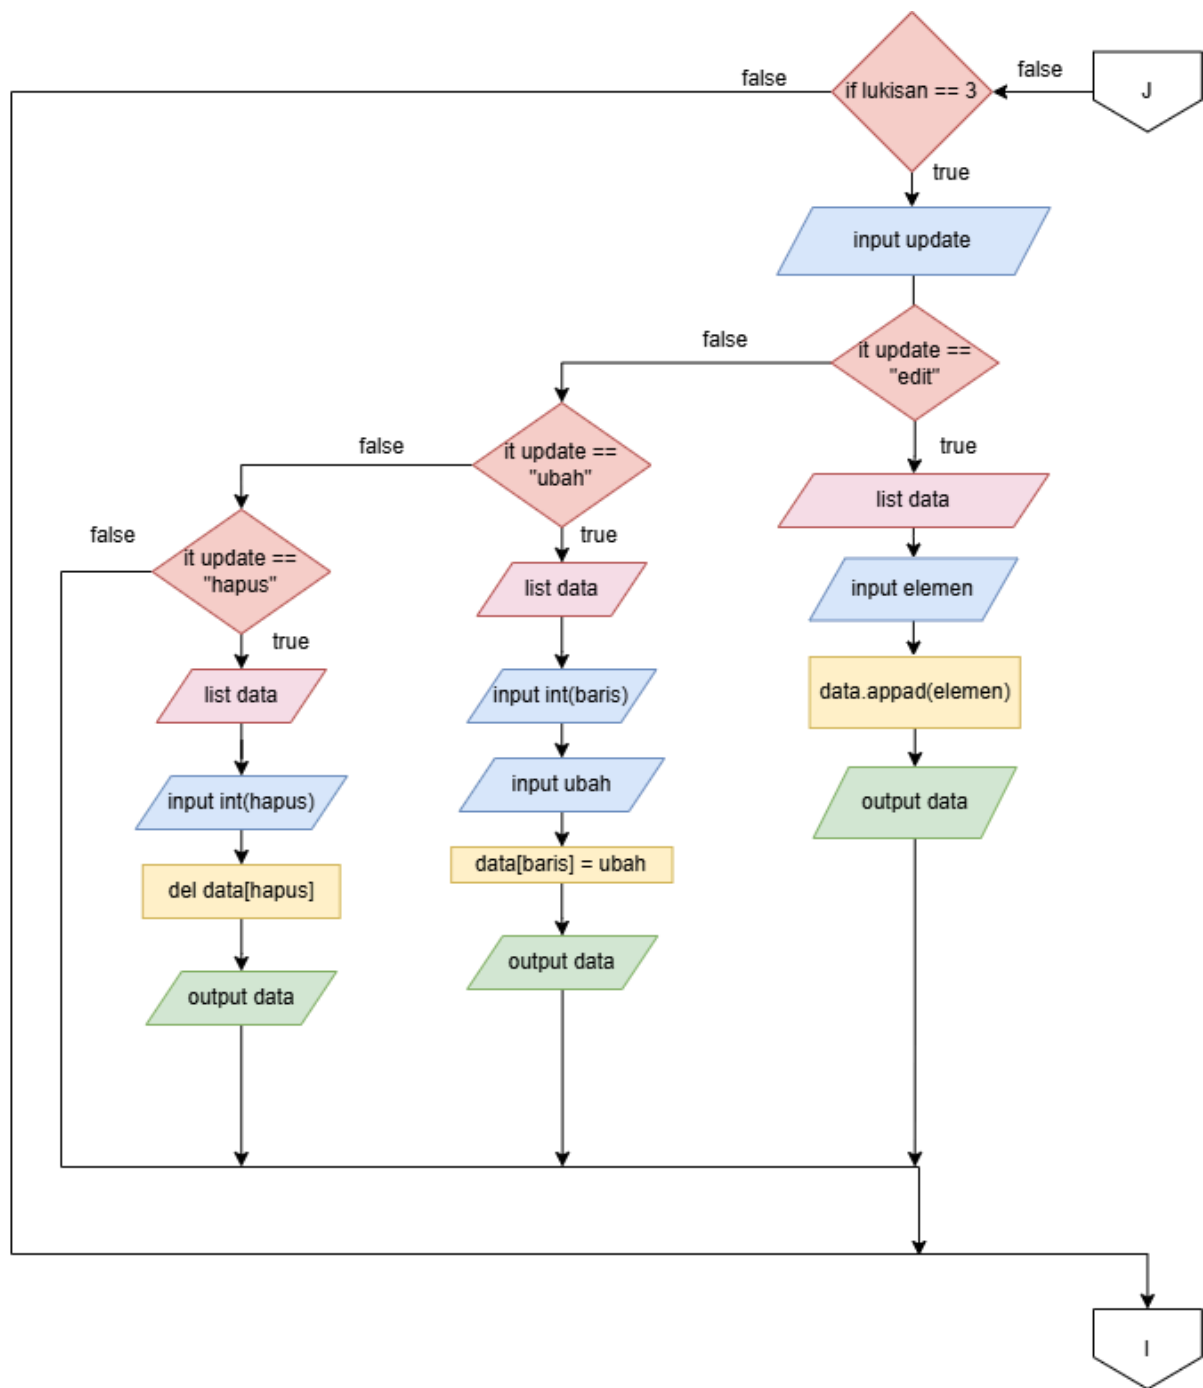 false
false
if lukisan == 3
J
true
input update
false
it update ==
"edit"
false
it update ==
"ubah"
true
list data
false
it update ==
"hapus"
true
list data
input elemen
true
list data
input int(baris)
data.appad(elemen)
input int(hapus)
input ubah
output data
del data[hapus]
data[baris] = ubah
output data
output data
I